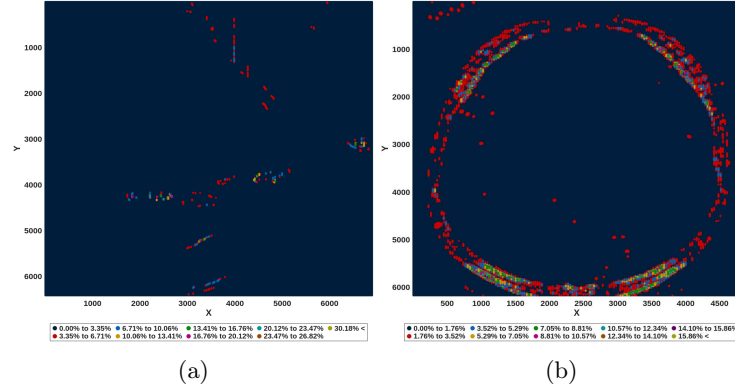 1000
2000
3000
4000
5000
6000
Y
1000 2000 3000 4000 5000 6000
X
0.00% to 3.35% 6.71% to 10.06% 13.41% to 16.76% 20.12% to 23.47% 30.18% <
3.35% to 6.71% 10.06% to 13.41% 16.76% to 20.12% 23.47% to 26.82%
(a)
1000
2000
3000
4000
5000
6000
Y
500 1000 1500 2000 2500 3000 3500 4000 4500
X
0.00% to 1.76% 3.52% to 5.29% 7.05% to 8.81% 10.57% to 12.34% 14.10% to 15.86%
1.76% to 3.52% 5.29% to 7.05% 8.81% to 10.57% 12.34% to 14.10% 15.86% <
(b)